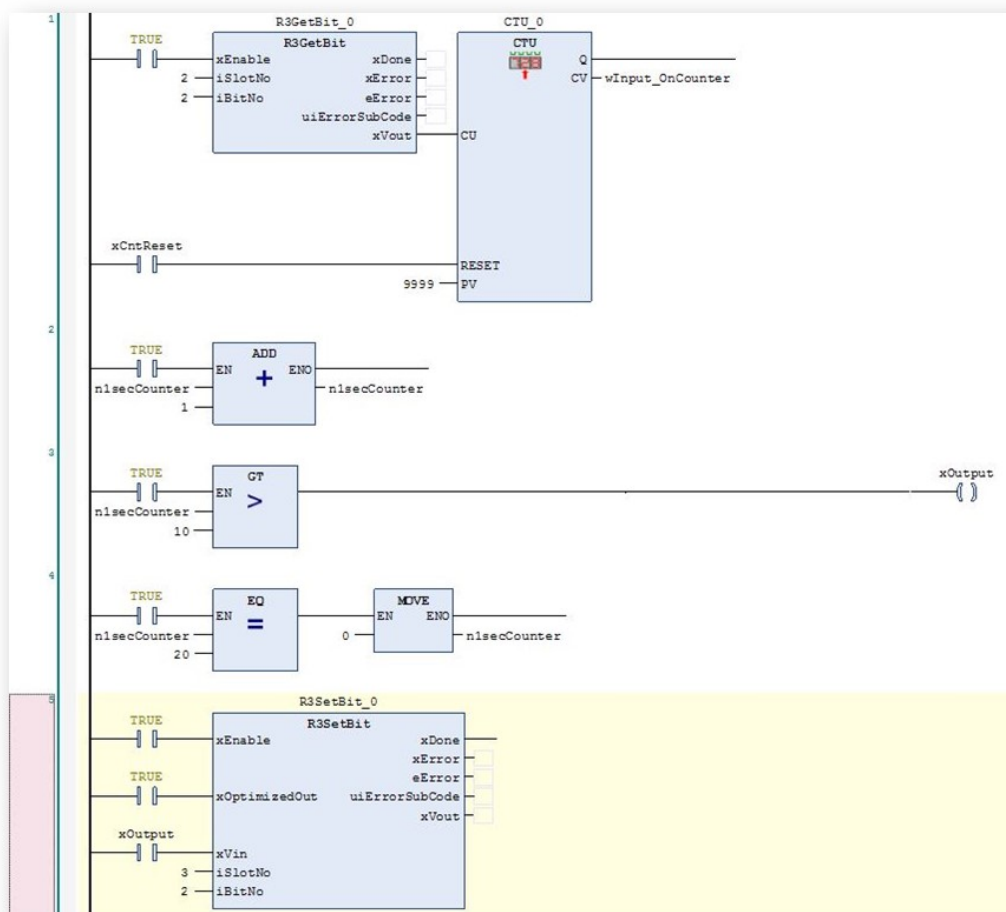 1
R3GetBit_0 CTU_0
TRUE R3GetBit CTU
xEnable xDone Q
2 iSlotNo xError CV wInput_OnCounter
2 iBitNo eError
uiErrorSubCode
xVout CU
xCntReset
RESET
9999 PV
2
TRUE ADD
EN + ENO
n1secCounter n1secCounter
1
3
TRUE GT xOutput
EN >
n1secCounter
10
4
TRUE EQ MOVE
EN = EN ENO
n1secCounter 0 n1secCounter
20
5
R3SetBit_0
TRUE R3SetBit
xEnable xDone
xError
TRUE eError
xOptimizedOut uiErrorSubCode
xVout
xOutput
xVin
3 iSlotNo
2 iBitNo